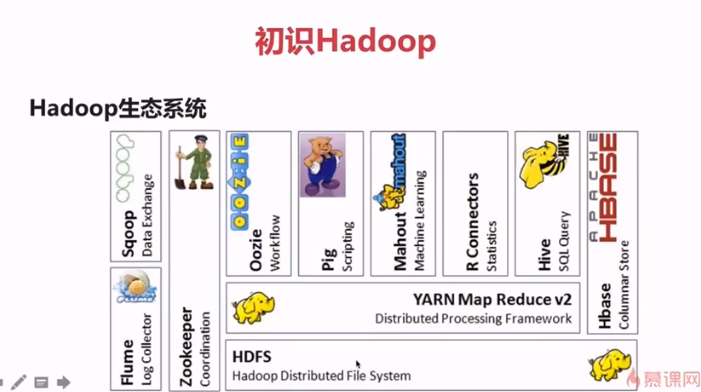 初识Hadoop
Hadoop生态系统
sqoop
Sqoop
Data Exchange
FLUME
Flume
Log Collector
Zookeeper
Coordination
OOZIE
Oozie
Workflow
Pig
Scripting
mahout
Mahout
Machine Learning
R Connectors
Statistics
HIVE
Hive
SQL Query
APACHE
HBASE
Hbase
Columnar Store
YARN Map Reduce v2
Distributed Processing Framework
HDFS
Hadoop Distributed File System
慕课网